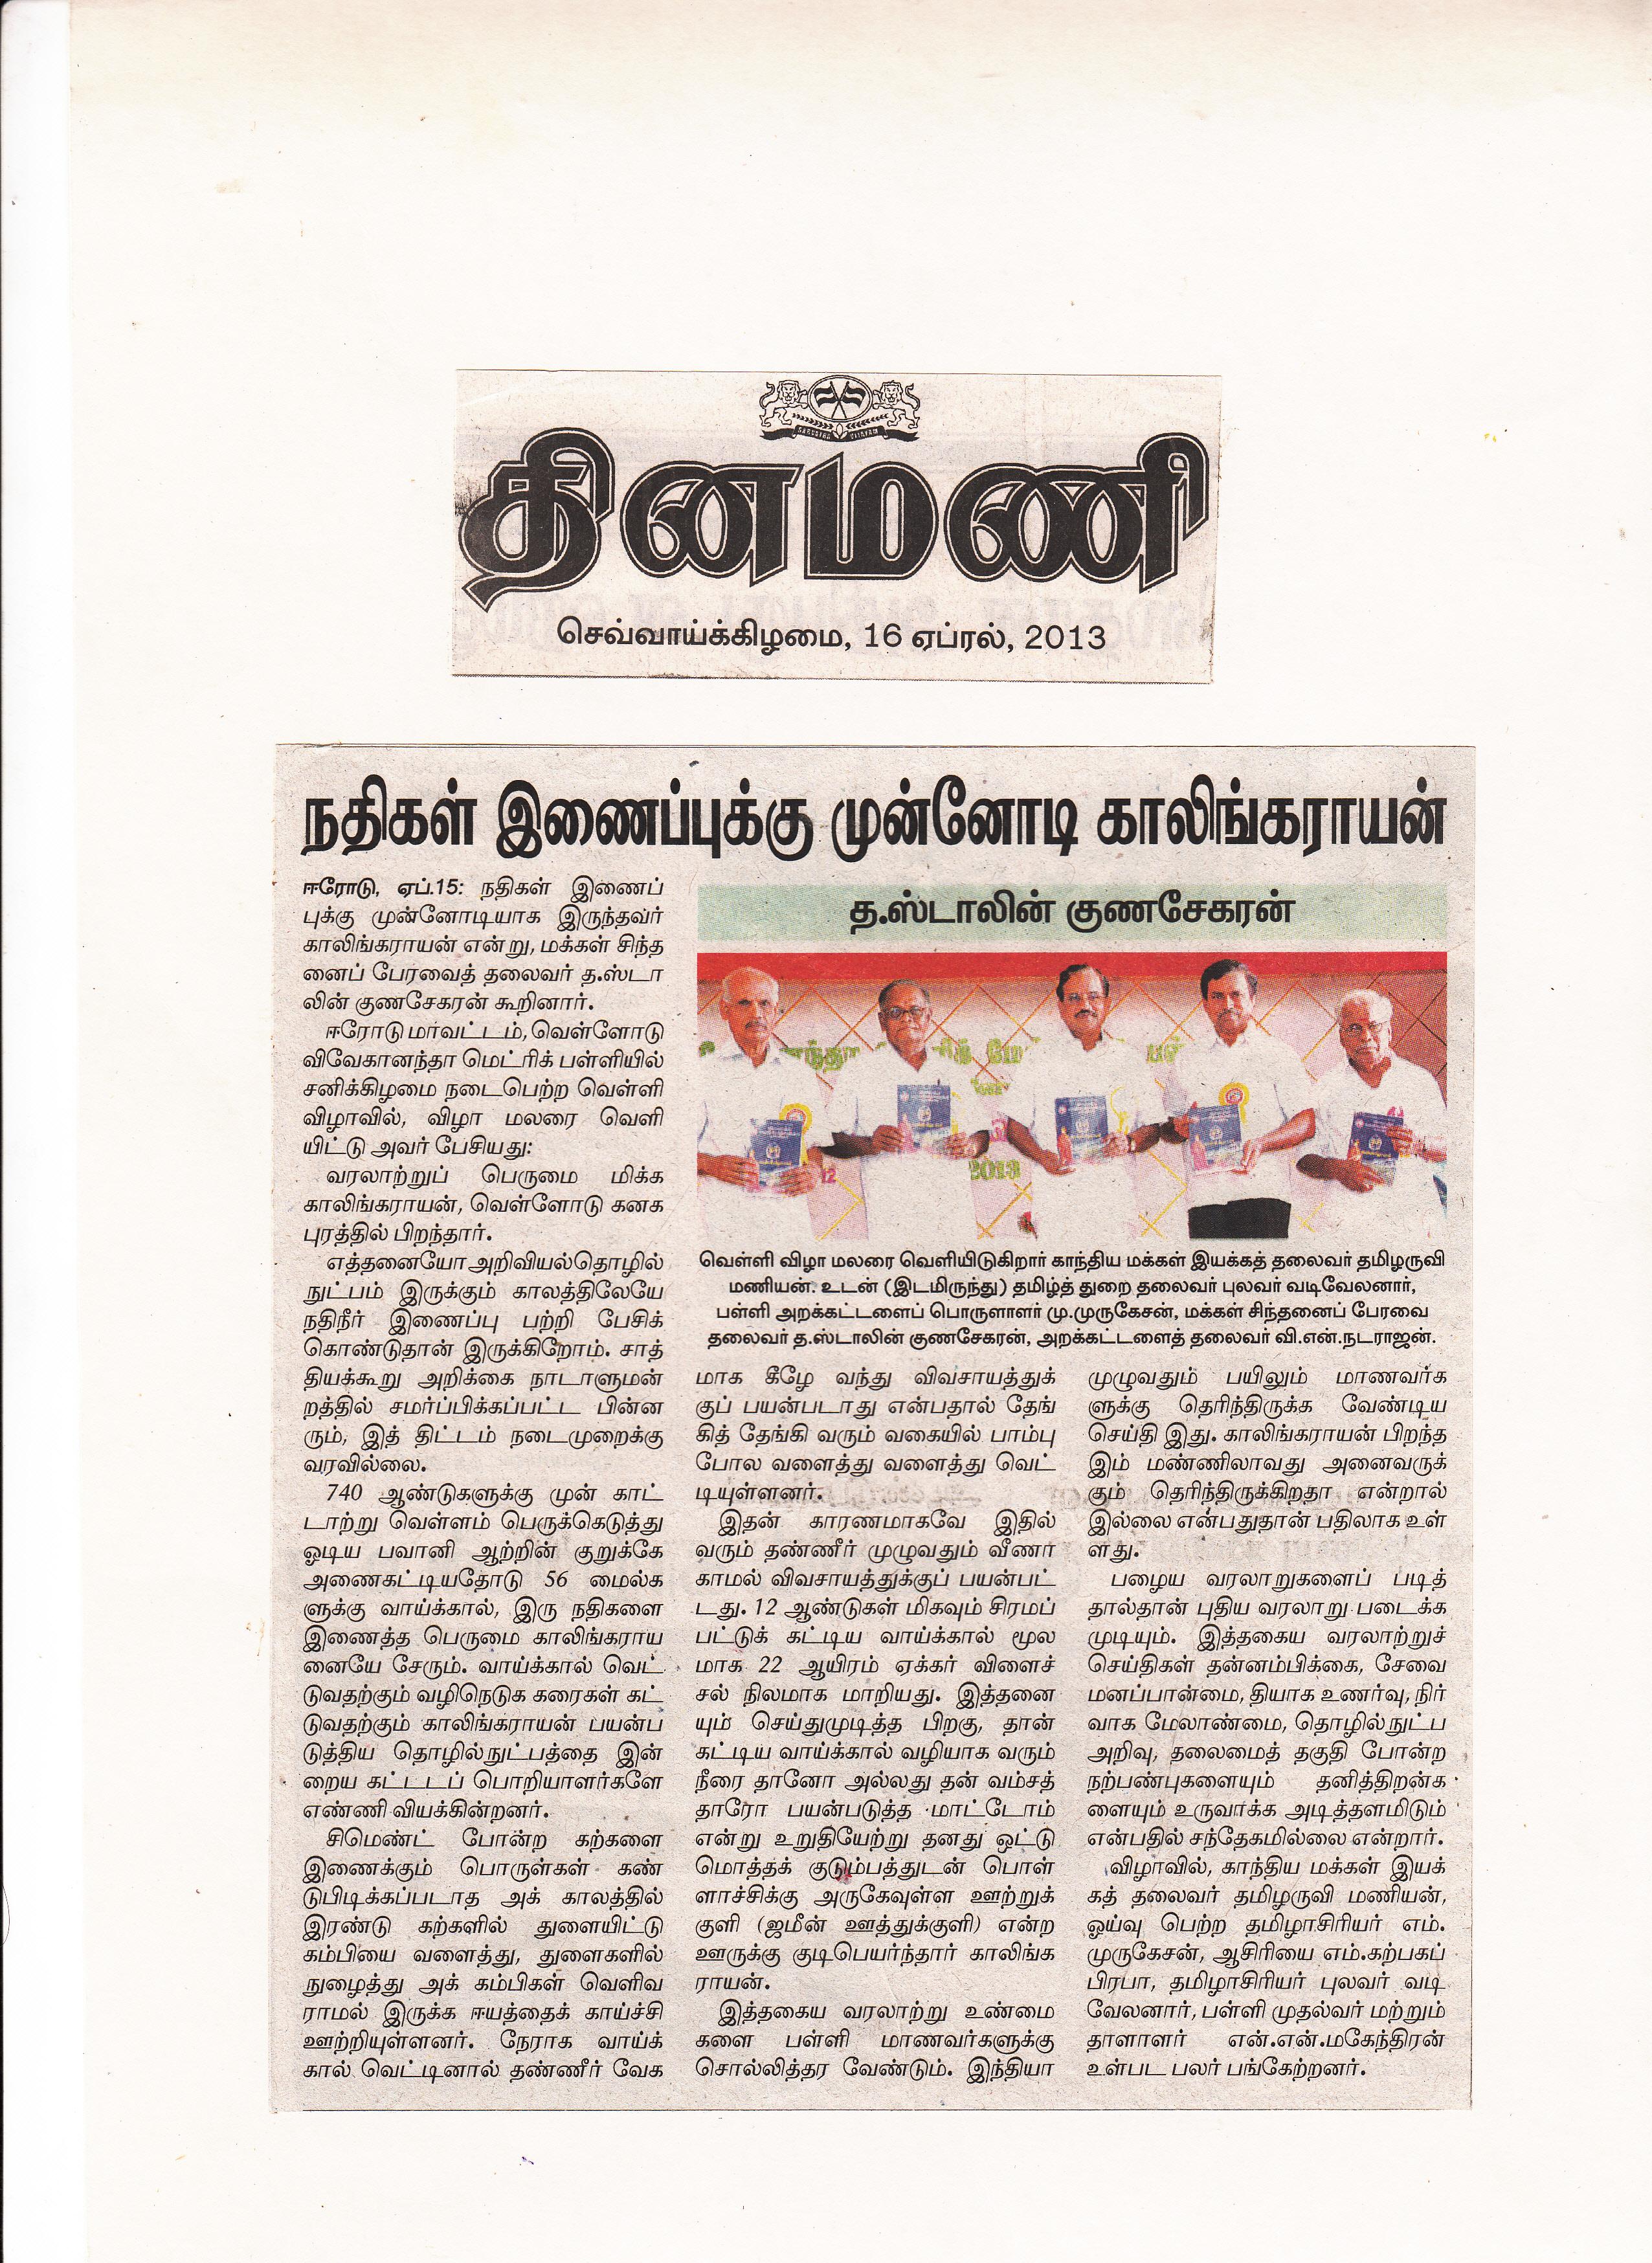 தினமணி
செவ்வாய்க்கிழமை, 16 ஏப்ரல், 2013
நதிகள் இணைப்புக்கு முன்னோடி காலிங்கராயன்
த.ஸ்டாலின் குணசேகரன்
ஈரோடு, ஏப்.15: நதிகள் இணைப்
புக்கு முன்னோடியாக இருந்தவர்
காலிங்கராயன் என்று, மக்கள் சிந்த
னைப் பேரவைத் தலைவர் த.ஸ்டா
லின் குணசேகரன் கூறினார்.
ஈரோடு மாவட்டம், வெள்ளோடு
விவேகானந்தா மெட்ரிக் பள்ளியில்
சனிக்கிழமை நடைபெற்ற வெள்ளி
விழாவில், விழா மலரை வெளி
யிட்டு அவர் பேசியது:
வரலாற்றுப் பெருமை மிக்க
காலிங்கராயன், வெள்ளோடு கனக
புரத்தில் பிறந்தார்.
எத்தனையோ அறிவியல்தொழில்
நுட்பம் இருக்கும் காலத்திலேயே
நதிநீர் இணைப்பு பற்றி பேசிக்
கொண்டுதான் இருக்கிறோம். சாத்
தியக்கூறு அறிக்கை நாடாளுமன்
றத்தில் சமர்ப்பிக்கப்பட்ட பின்ன
ரும், இத் திட்டம் நடைமுறைக்கு
வரவில்லை.
740 ஆண்டுகளுக்கு முன் காட்
டாற்று வெள்ளம் பெருக்கெடுத்து
ஓடிய பவானி ஆற்றின் குறுக்கே
அணைகட்டியதோடு 56 மைல்க
ளுக்கு வாய்க்கால், இரு நதிகளை
இணைத்த பெருமை காலிங்கராய
னையே சேரும். வாய்க்கால் வெட்
டுவதற்கும் வழிநெடுக கரைகள் கட்
டுவதற்கும் காலிங்கராயன் பயன்ப
டுத்திய தொழில்நுட்பத்தை இன்
றைய கட்டடப் பொறியாளர்களே
எண்ணி வியக்கின்றனர்.
சிமெண்ட் போன்ற கற்களை
இணைக்கும் பொருள்கள் கண்
டுபிடிக்கப்படாத அக் காலத்தில்
இரண்டு கற்களில் துளையிட்டு
கம்பியை வளைத்து, துளைகளில்
நுழைத்து அக் கம்பிகள் வெளிவ
ராமல் இருக்க ஈயத்தைக் காய்ச்சி
ஊற்றியுள்ளனர். நேராக வாய்க்
கால் வெட்டினால் தண்ணீர் வேக
வெள்ளி விழா மலரை வெளியிடுகிறார் காந்திய மக்கள் இயக்கத் தலைவர் தமிழருவி
மணியன். உடன் (இடமிருந்து) தமிழ்த் துறை தலைவர் புலவர் வடிவேலனார்,
பள்ளி அறக்கட்டளைப் பொருளாளர் மு.முருகேசன், மக்கள் சிந்தனைப் பேரவை
தலைவர் த.ஸ்டாலின் குணசேகரன், அறக்கட்டளைத் தலைவர் வி.என்.நடராஜன்.
மாக கீழே வந்து விவசாயத்துக்
குப் பயன்படாது என்பதால் தேங்
கித் தேங்கி வரும் வகையில் பாம்பு
போல வளைத்து வளைத்து வெட்
டியுள்ளனர்.
இதன் காரணமாகவே இதில்
வரும் தண்ணீர் முழுவதும் வீணா
காமல் விவசாயத்துக்குப் பயன்பட்
டது. 12 ஆண்டுகள் மிகவும் சிரமப்
பட்டுக் கட்டிய வாய்க்கால் மூல
மாக 22 ஆயிரம் ஏக்கர் விளைச்
சல் நிலமாக மாறியது. இத்தனை
யும் செய்துமுடித்த பிறகு, தான்
கட்டிய வாய்க்கால் வழியாக வரும்
நீரை தானோ அல்லது தன் வம்சத்
தாரோ பயன்படுத்த மாட்டோம்
என்று உறுதியேற்று தனது ஒட்டு
மொத்தக் குடும்பத்துடன் பொள்
ளாச்சிக்கு அருகேவுள்ள ஊற்றுக்
குளி (ஜமீன் ஊத்துக்குளி) என்ற
ஊருக்கு குடிபெயர்ந்தார் காலிங்க
ராயன்.
இத்தகைய வரலாற்று உண்மை
களை பள்ளி மாணவர்களுக்கு
சொல்லித்தர வேண்டும். இந்தியா
முழுவதும் பயிலும் மாணவர்க
ளுக்கு தெரிந்திருக்க வேண்டிய
செய்தி இது. காலிங்கராயன் பிறந்த
இம் மண்ணிலாவது அனைவருக்
கும் தெரிந்திருக்கிறதா என்றால்
இல்லை என்பதுதான் பதிலாக உள்
ளது.
பழைய வரலாறுகளைப் படித்
தால்தான் புதிய வரலாறு படைக்க
முடியும். இத்தகைய வரலாற்றுச்
செய்திகள் தன்னம்பிக்கை, சேவை
மனப்பான்மை, தியாக உணர்வு, நிர்
வாக மேலாண்மை, தொழில்நுட்ப
அறிவு, தலைமைத் தகுதி போன்ற
நற்பண்புகளையும் தனித்திறன்க
ளையும் உருவாக்க அடித்தளமிடும்
என்பதில் சந்தேகமில்லை என்றார்.
விழாவில், காந்திய மக்கள் இயக்
கத் தலைவர் தமிழருவி மணியன்,
ஓய்வு பெற்ற தமிழாசிரியர் எம்.
முருகேசன், ஆசிரியை எம்.கற்பகப்
பிரபா, தமிழாசிரியர் புலவர் வடி
வேலனார், பள்ளி முதல்வர் மற்றும்
தாளாளர் என்.என்.மகேந்திரன்
உள்பட பலர் பங்கேற்றனர்.